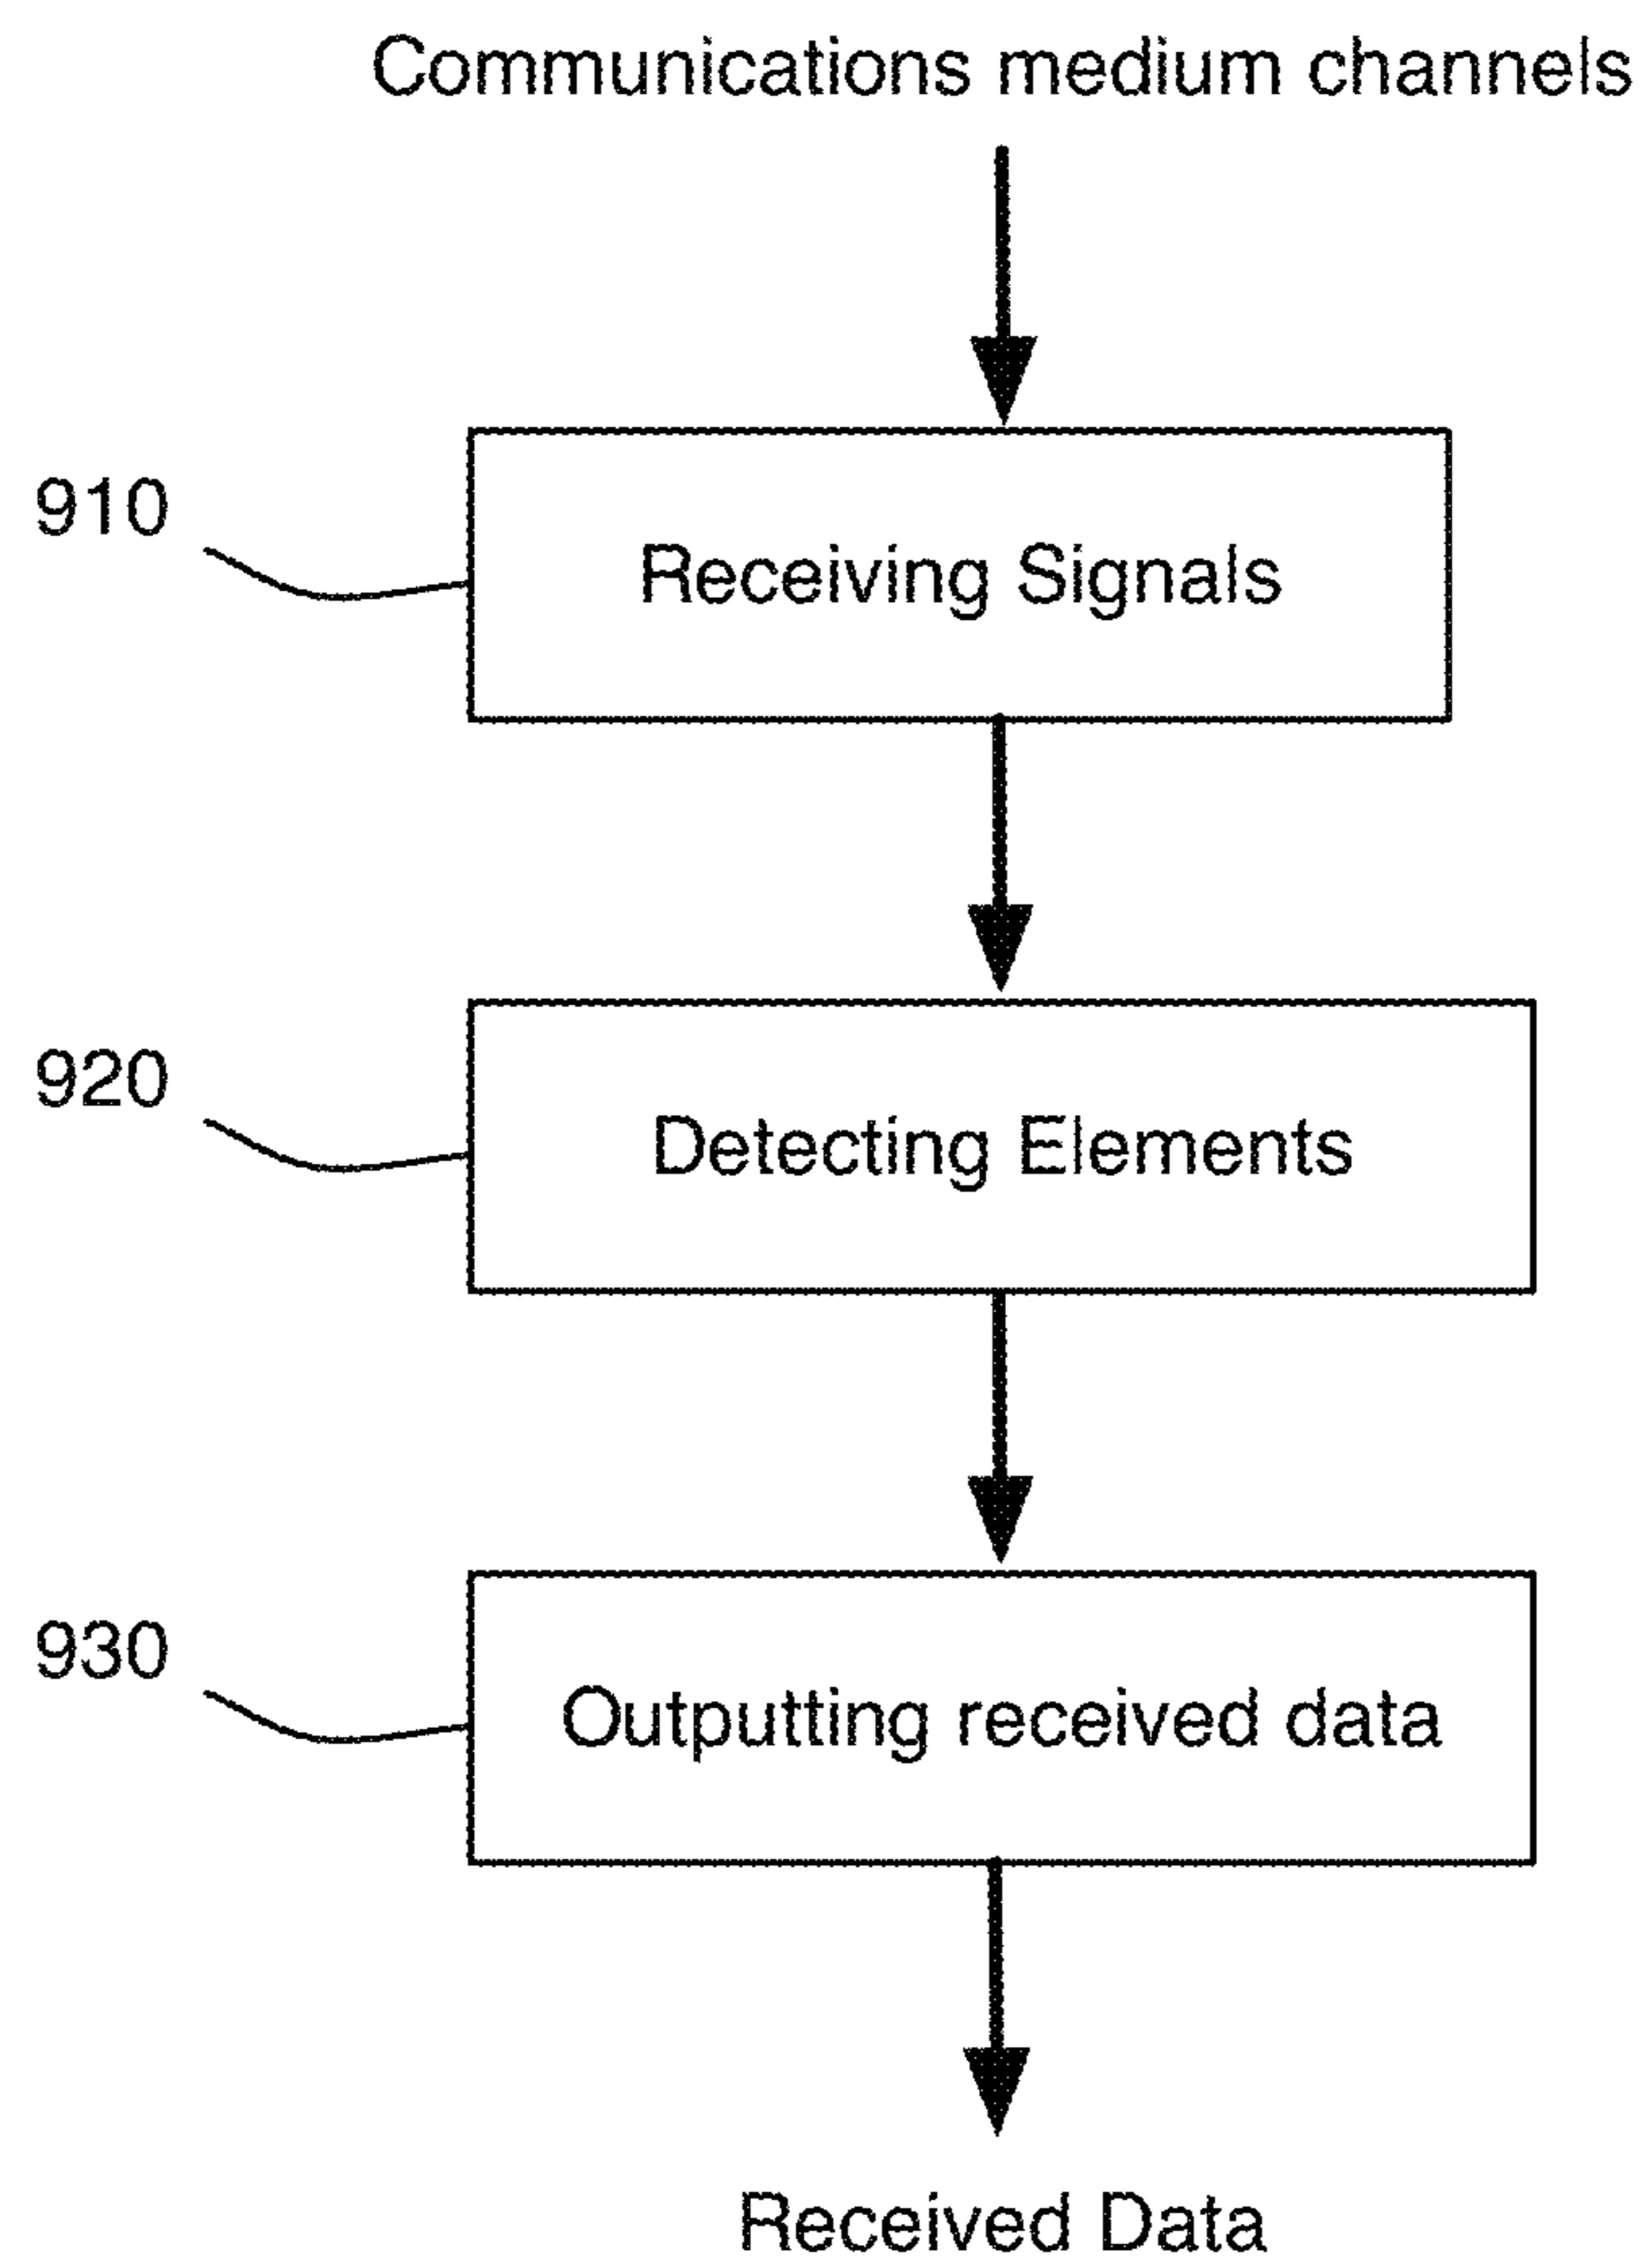 Communications medium channels
910
Receiving Signals
920
Detecting Elements
930
Outputting received data
Received Data